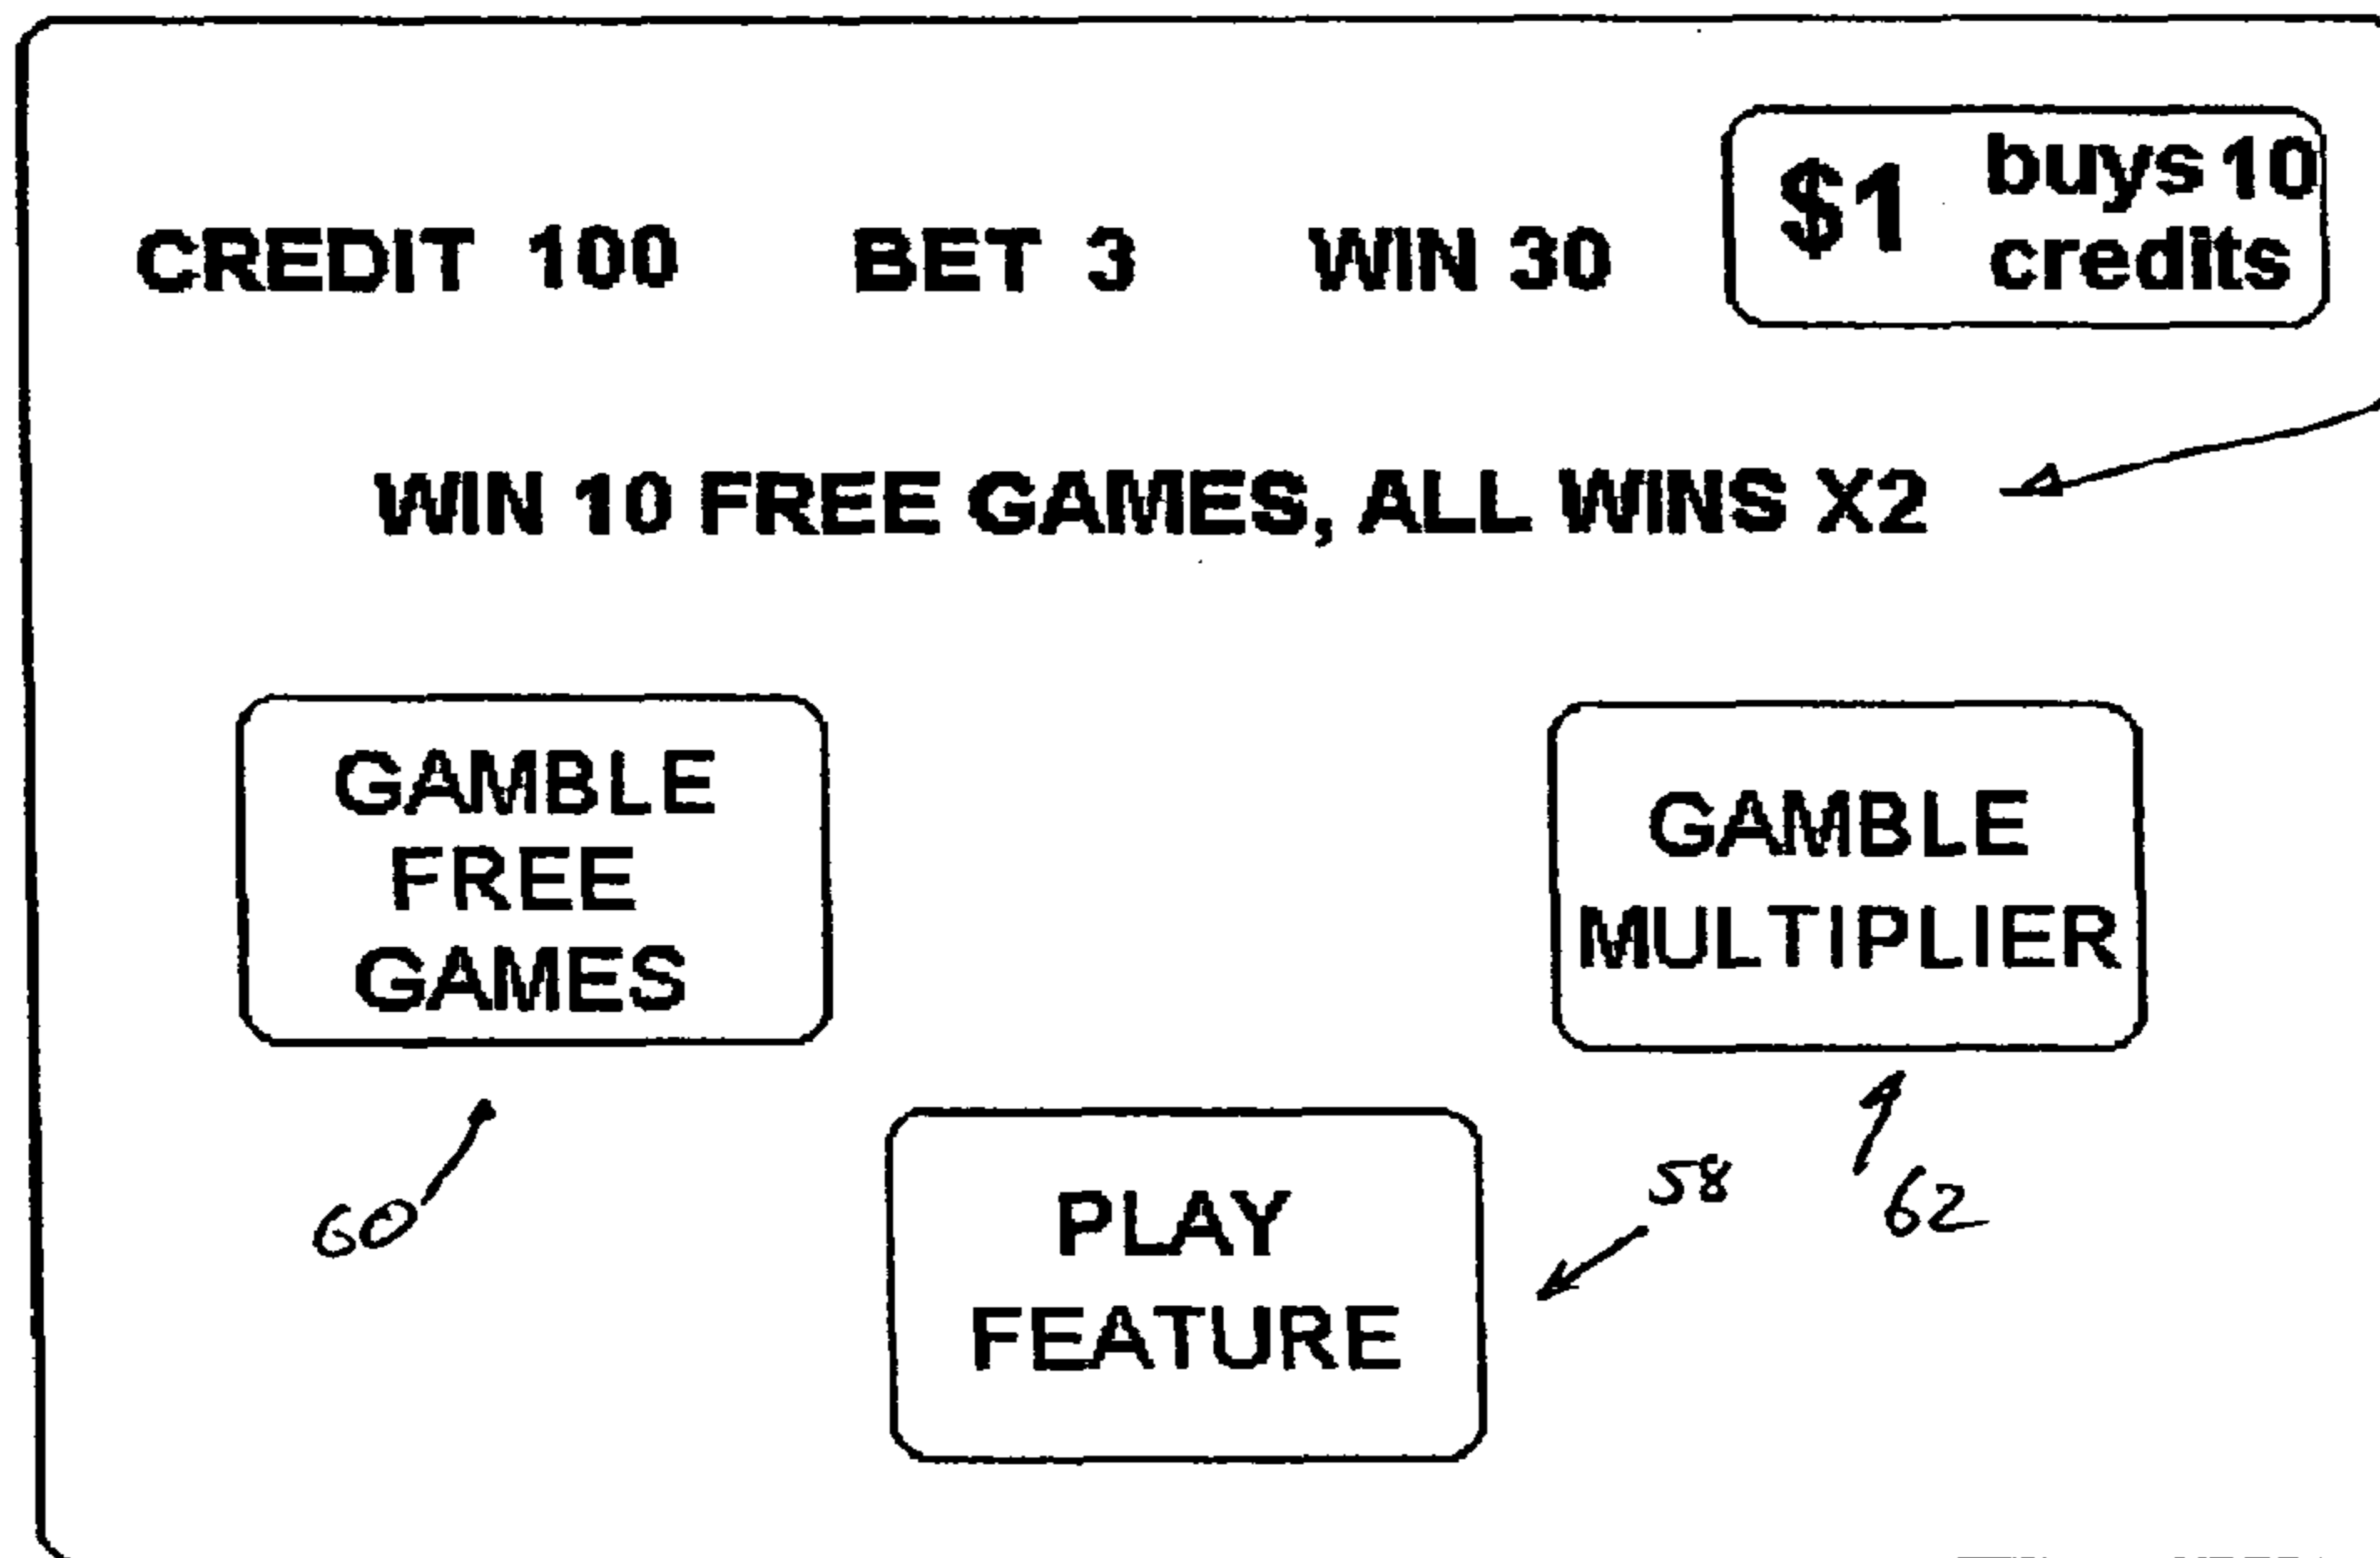 CREDIT 100 BET 3 WIN 30 $1 buys 10
credits
WIN 10 FREE GAMES, ALL WINS X2
GAMBLE
FREE
GAMES
GAMBLE
MULTIPLIER
60
PLAY
FEATURE
58
62